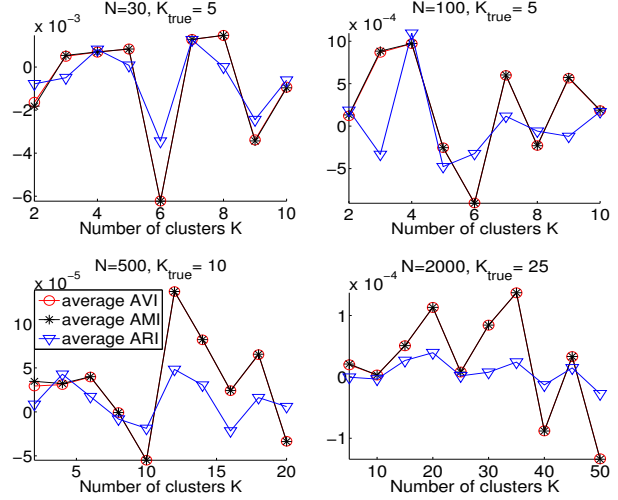 N=30, K_true = 5
x 10^-3
0
−2
−4
−6
2 4 6 8 10
Number of clusters K
N=100, K_true = 5
x 10^-4
10
5
0
−5
2 4 6 8 10
Number of clusters K
N=500, K_true = 10
x 10^-5
10
5
0
−5
average AVI
average AMI
average ARI
5 10 15 20
Number of clusters K
N=2000, K_true = 25
x 10^-4
1
0
−1
10 20 30 40 50
Number of clusters K